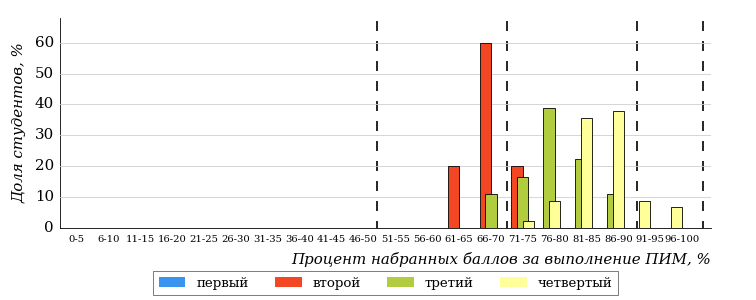 Доля студентов, %
60
50
40
30
20
10
0
0-5 6-10 11-15 16-20 21-25 26-30 31-35 36-40 41-45 46-50 51-55 56-60 61-65 66-70 71-75 76-80 81-85 86-90 91-95 96-100
Процент набранных баллов за выполнение ПИМ, %
первый второй третий четвертый